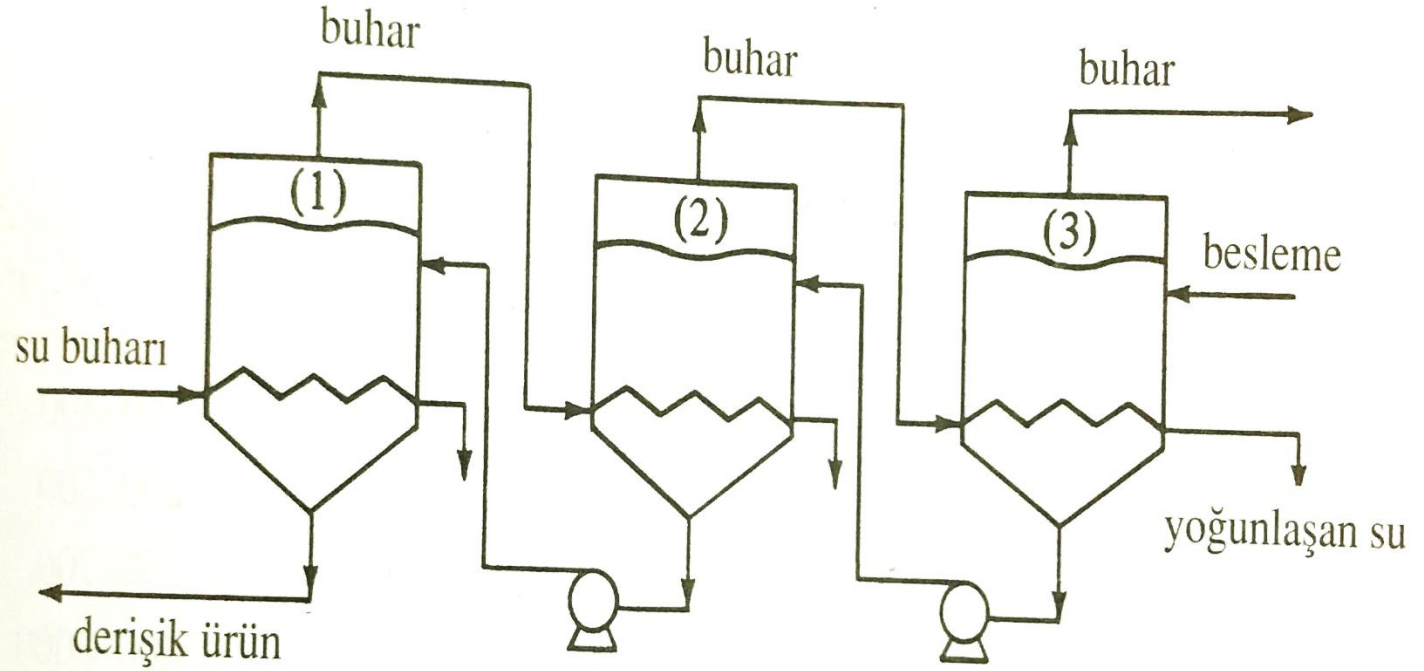 buhar
buhar
buhar
(1)
(2)
(3)
besleme
su buharı
yoğunlaşan su
derişik ürün